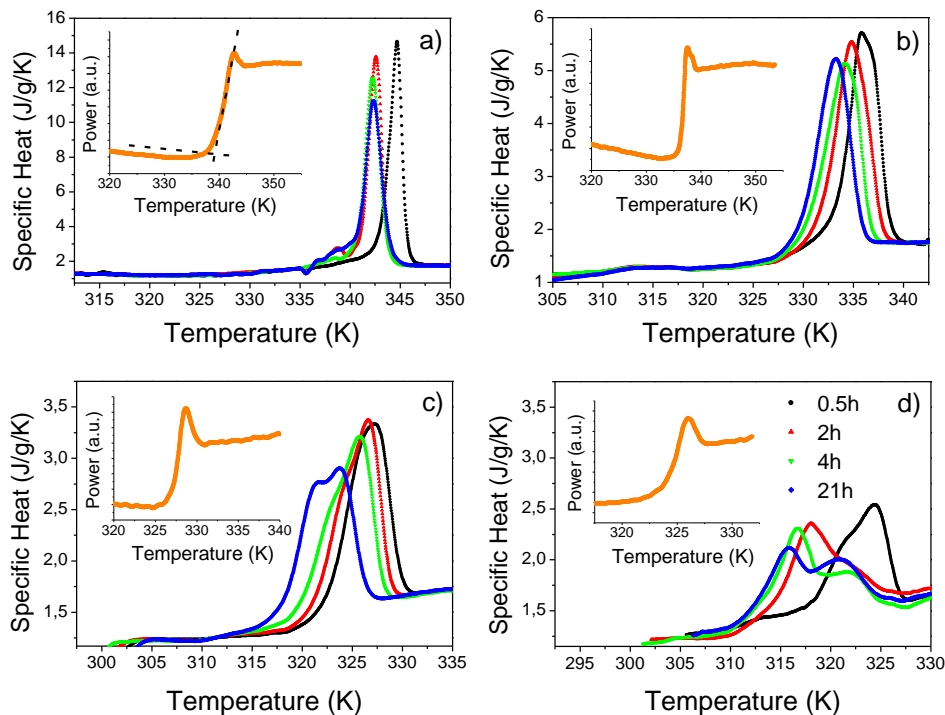 a)
Specific Heat (J/g/K)
16
14
12
10
8
6
4
2
315 320 325 330 335 340 345 350
Temperature (K)
Power (a.u.)
320 330 340 350
Temperature (K)
b)
Specific Heat (J/g/K)
6
5
4
3
2
1
305 310 315 320 325 330 335 340
Temperature (K)
Power (a.u.)
320 330 340 350
Temperature (K)
c)
Specific Heat (J/g/K)
3,5
3,0
2,5
2,0
1,5
300 305 310 315 320 325 330 335
Temperature (K)
Power (a.u.)
320 325 330 335 340
Temperature (K)
d)
Specific Heat (J/g/K)
3,5
3,0
2,5
2,0
1,5
295 300 305 310 315 320 325 330
Temperature (K)
Power (a.u.)
320 325 330
Temperature (K)
0.5h
2h
4h
21h